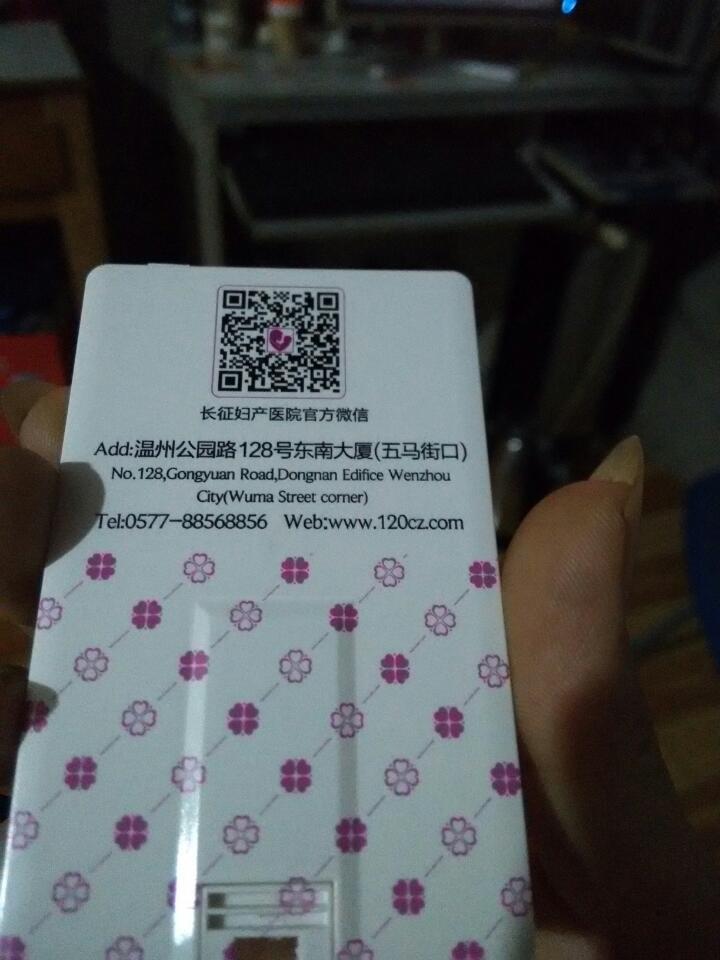 长征妇产医院官方微信
Add:温州公园路128号东南大厦(五马街口)
No.128,Gongyuan Road,Dongnan Edifice Wenzhou
City(Wuma Street corner)
Tel:0577-88568856 Web:www.120cz.com